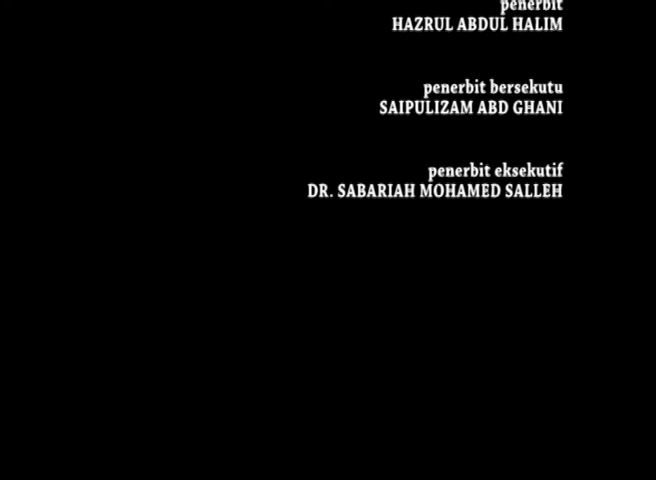 penerbit
HAZRUL ABDUL HALIM
penerbit bersekutu
SAIPULIZAM ABD GHANI
penerbit eksekutif
DR. SABARIAH MOHAMED SALLEH